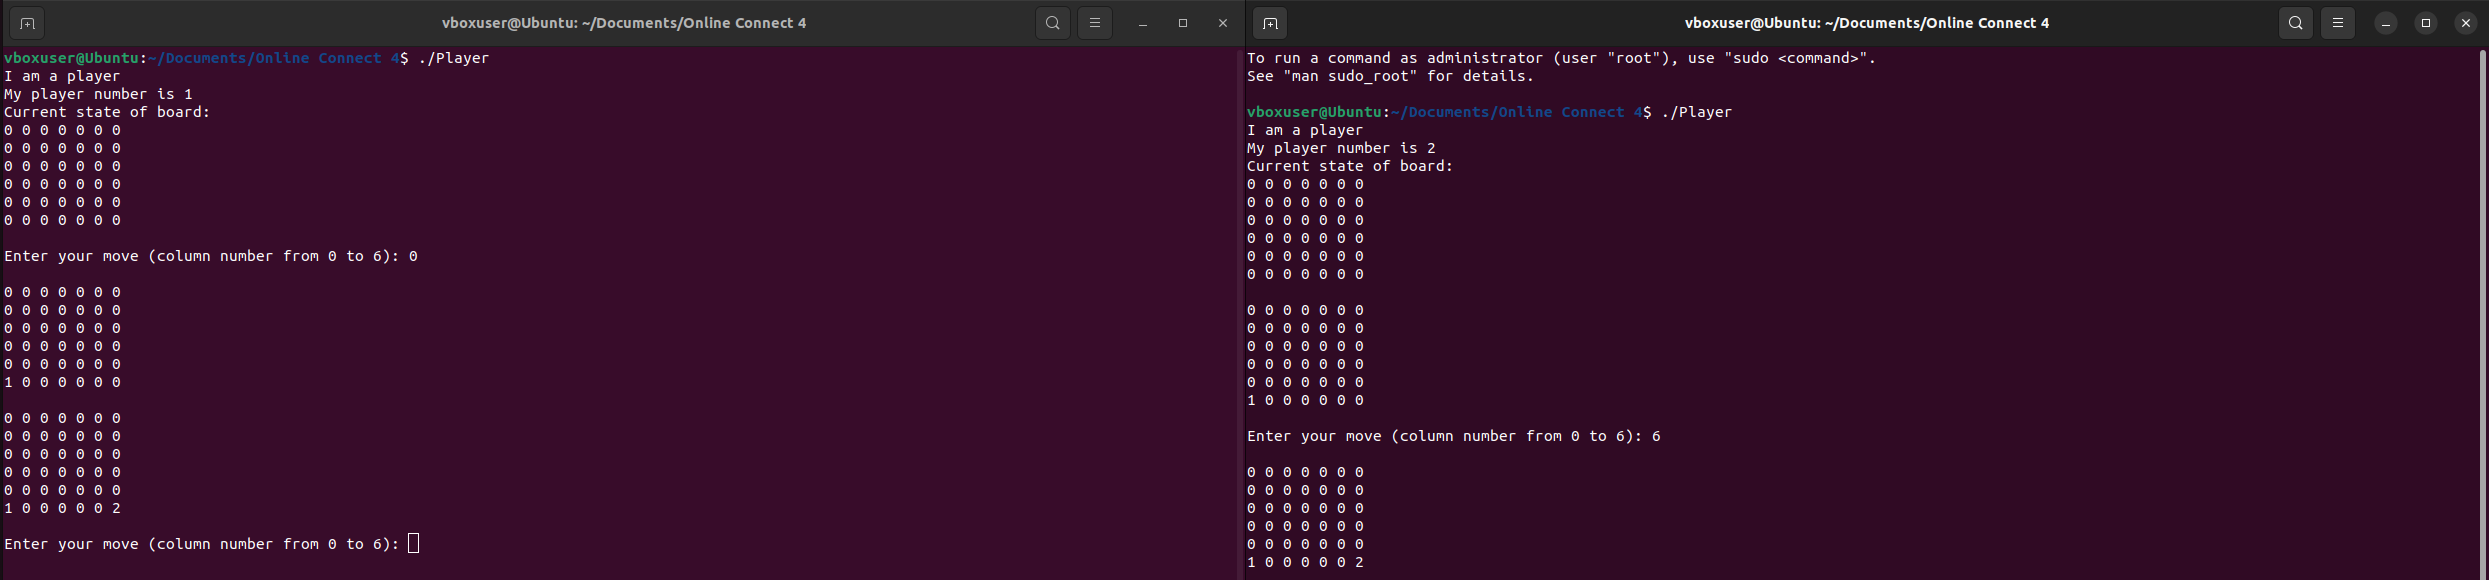 vboxuser@Ubuntu: ~/Documents/Online Connect 4
vboxuser@Ubuntu:~/Documents/Online Connect 4$ ./Player
I am a player
My player number is 1
Current state of board:
0 0 0 0 0 0 0
0 0 0 0 0 0 0
0 0 0 0 0 0 0
0 0 0 0 0 0 0
0 0 0 0 0 0 0
0 0 0 0 0 0 0
Enter your move (column number from 0 to 6): 0
0 0 0 0 0 0 0
0 0 0 0 0 0 0
0 0 0 0 0 0 0
0 0 0 0 0 0 0
0 0 0 0 0 0 0
1 0 0 0 0 0 0
0 0 0 0 0 0 0
0 0 0 0 0 0 0
0 0 0 0 0 0 0
0 0 0 0 0 0 0
0 0 0 0 0 0 0
1 0 0 0 0 0 2
Enter your move (column number from 0 to 6):
vboxuser@Ubuntu: ~/Documents/Online Connect 4
To run a command as administrator (user "root"), use "sudo <command>".
See "man sudo_root" for details.
vboxuser@Ubuntu:~/Documents/Online Connect 4$ ./Player
I am a player
My player number is 2
Current state of board:
0 0 0 0 0 0 0
0 0 0 0 0 0 0
0 0 0 0 0 0 0
0 0 0 0 0 0 0
0 0 0 0 0 0 0
0 0 0 0 0 0 0
0 0 0 0 0 0 0
0 0 0 0 0 0 0
0 0 0 0 0 0 0
0 0 0 0 0 0 0
0 0 0 0 0 0 0
1 0 0 0 0 0 0
Enter your move (column number from 0 to 6): 6
0 0 0 0 0 0 0
0 0 0 0 0 0 0
0 0 0 0 0 0 0
0 0 0 0 0 0 0
0 0 0 0 0 0 0
1 0 0 0 0 0 2